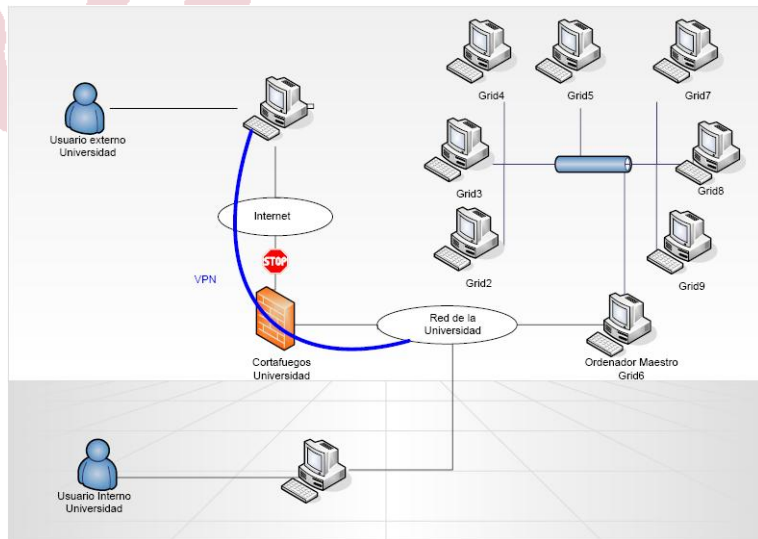 Grid4
Grid5
Grid7
Usuario externo
Universidad
Grid3
Grid8
Internet
STOP
Grid2
Grid9
VPN
Red de la
Universidad
Cortafuegos
Universidad
Ordenador Maestro
Grid6
Usuario Interno
Universidad